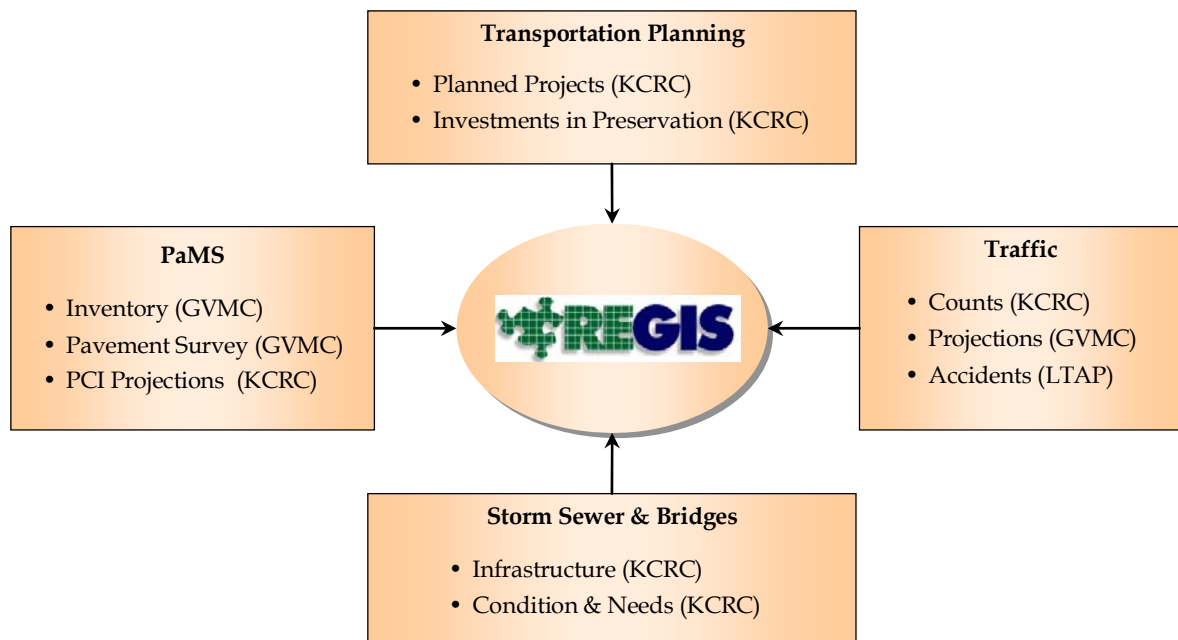 Transportation Planning
• Planned Projects (KCRC)
• Investments in Preservation (KCRC)
PaMS
• Inventory (GVMC)
• Pavement Survey (GVMC)
• PCI Projections (KCRC)
REGIS
Traffic
• Counts (KCRC)
• Projections (GVMC)
• Accidents (LTAP)
Storm Sewer & Bridges
• Infrastructure (KCRC)
• Condition & Needs (KCRC)